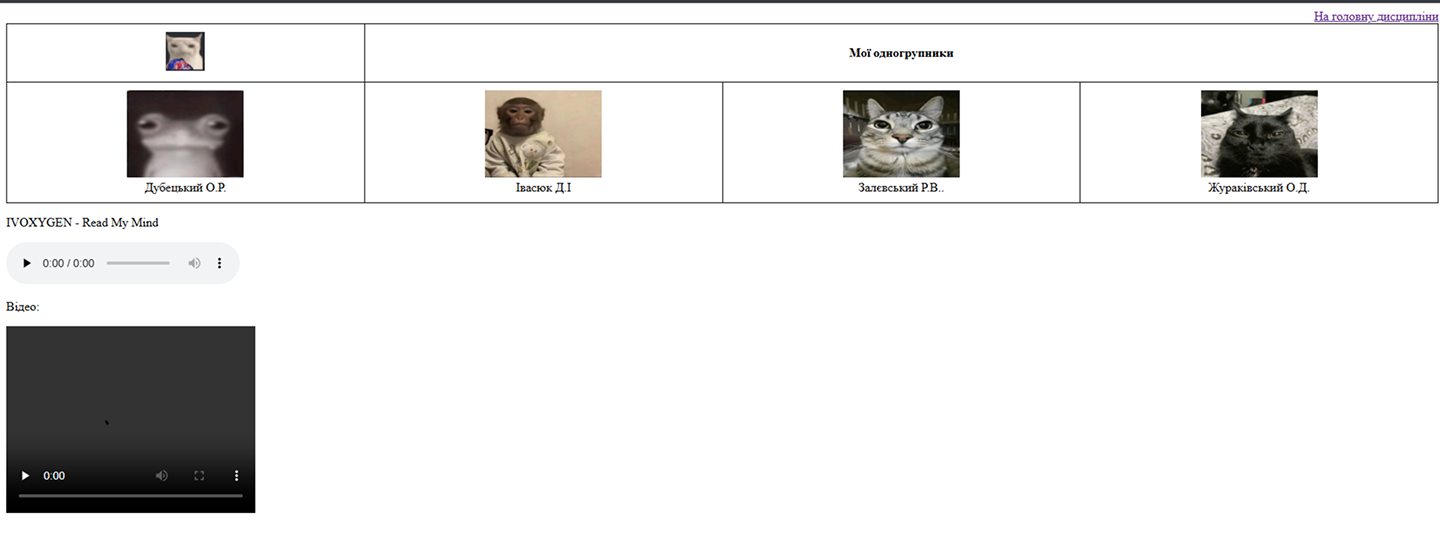 На головну дисципліни
Мої одногрупники
Дубецький О.Р.
Івасюк Д.І
Залєвський Р.В..
Журaківський О.Д.
IVOXYGEN - Read My Mind
0:00 / 0:00
Відео:
0:00